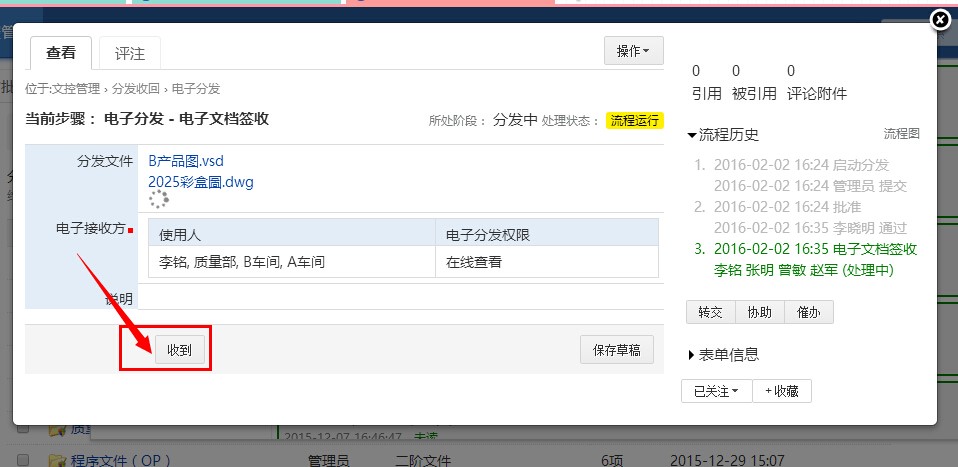 查看
评注
操作
位于:文控管理 › 分发收回 › 电子分发
当前步骤： 电子分发 - 电子文档签收
所处阶段： 分发中 处理状态： 流程运行
分发文件
B产品图.vsd
2025彩盒圖.dwg
电子接收方
使用人
电子分发权限
李铭, 质量部, B车间, A车间
在线查看
说明
收到
保存草稿
0 0 0
引用 被引用 评论附件
流程历史
流程图
1. 2016-02-02 16:24 启动分发
2016-02-02 16:24 管理员 提交
2. 2016-02-02 16:24 批准
2016-02-02 16:35 李晓明 通过
3. 2016-02-02 16:35 电子文档签收
李铭 张明 曾敏 赵军 (处理中)
转交
协助
催办
表单信息
已关注
+收藏
2015-12-07 16:46:47 未读
程序文件（OP）
管理员
二阶文件
6项
2015-12-29 15:07